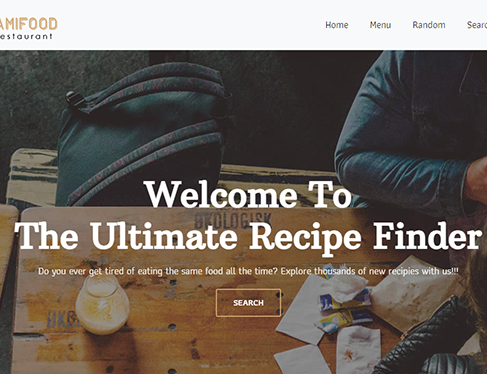 AMIFOOD
estaurant
Home Menu Random Searc
ØKOLOGISK
Welcome To
The Ultimate Recipe Finder
Do you ever get tired of eating the same food all the time? Explore thousands of new recipies with us!!!
SEARCH